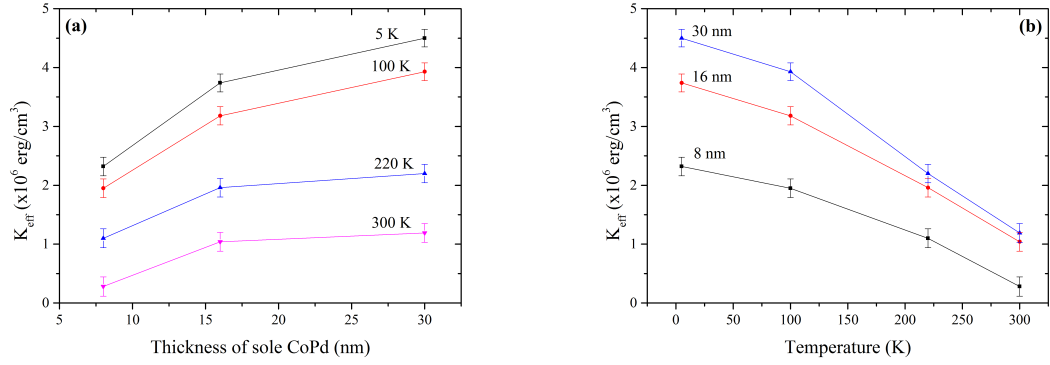 (a)
5 K
100 K
220 K
300 K
5
4
3
2
1
0
5
10
15
20
25
30
K_eff (x10^6 erg/cm^3)
Thickness of sole CoPd (nm)
(b)
30 nm
16 nm
8 nm
5
4
3
2
1
0
0
50
100
150
200
250
300
K_eff (x10^6 erg/cm^3)
Temperature (K)